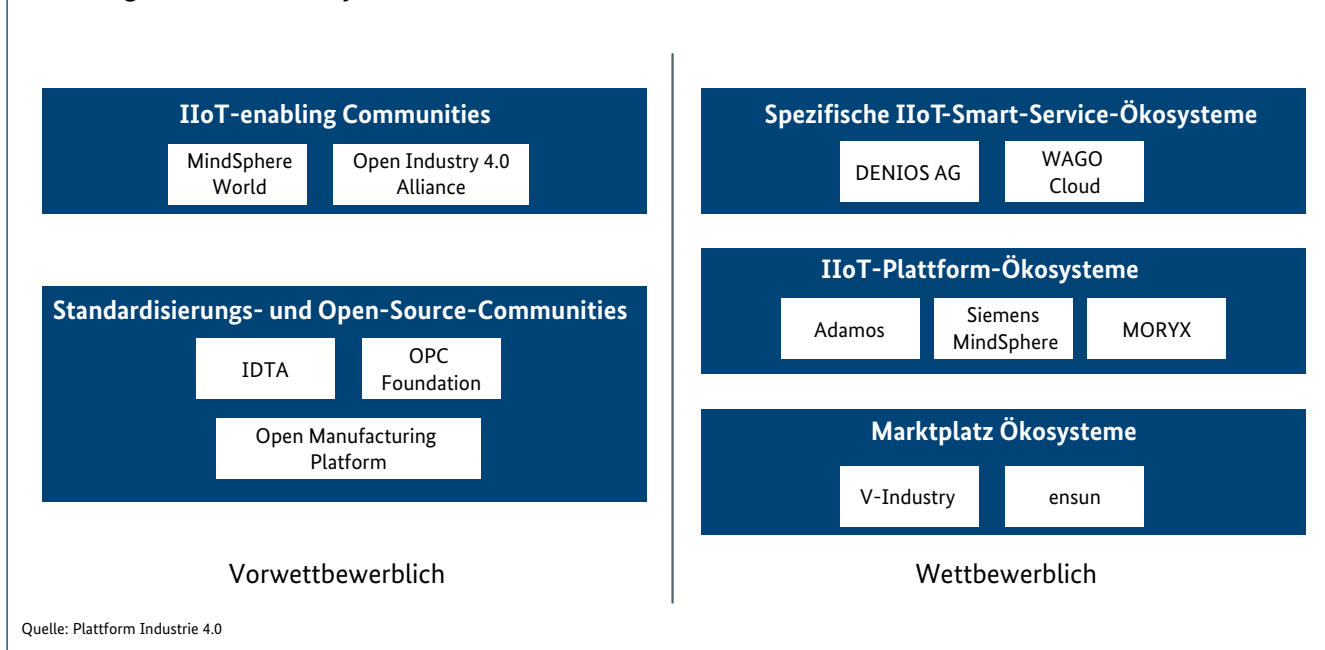 IIoT-enabling Communities
MindSphere
World
Open Industry 4.0
Alliance
Standardisierungs- und Open-Source-Communities
IDTA
OPC
Foundation
Open Manufacturing
Platform
Vorwettbewerblich
Spezifische IIoT-Smart-Service-Ökosysteme
DENIOS AG
WAGO
Cloud
IIoT-Plattform-Ökosysteme
Adamos
Siemens
MindSphere
MORYX
Marktplatz Ökosysteme
V-Industry
ensun
Wettbewerblich
Quelle: Plattform Industrie 4.0